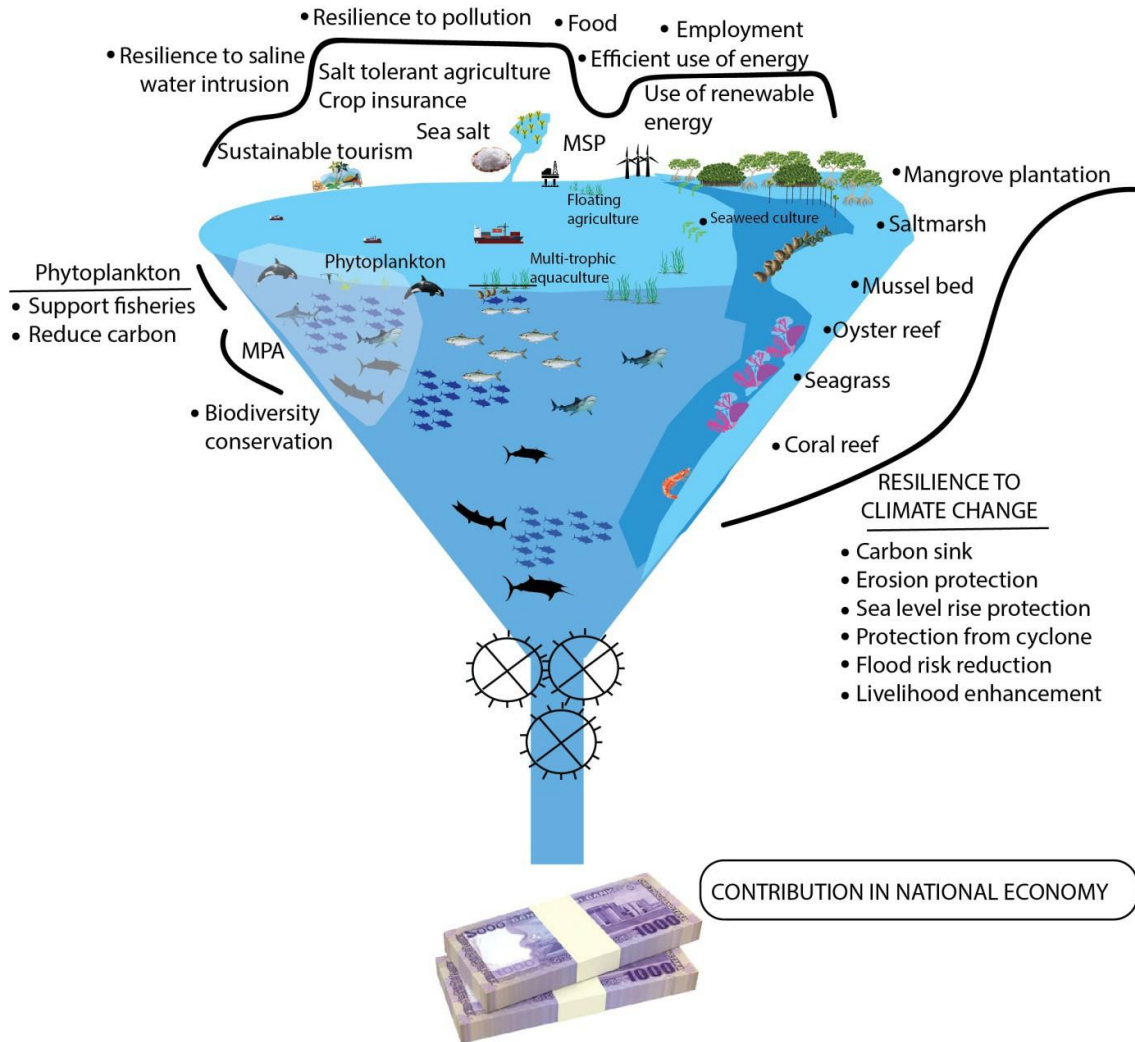 • Resilience to pollution
• Food
• Employment
• Resilience to saline
water intrusion
• Efficient use of energy
Salt tolerant agriculture
Crop insurance
Use of renewable
energy
Sea salt
MSP
Sustainable tourism
• Mangrove plantation
Floating
agriculture
• Seaweed culture
• Saltmarsh
Phytoplankton
• Support fisheries
• Reduce carbon
Phytoplankton
Multi-trophic
aquaculture
• Mussel bed
MPA
• Oyster reef
• Seagrass
• Biodiversity
conservation
• Coral reef
RESILIENCE TO
CLIMATE CHANGE
• Carbon sink
• Erosion protection
• Sea level rise protection
• Protection from cyclone
• Flood risk reduction
• Livelihood enhancement
CONTRIBUTION IN NATIONAL ECONOMY
1000
1000
1000